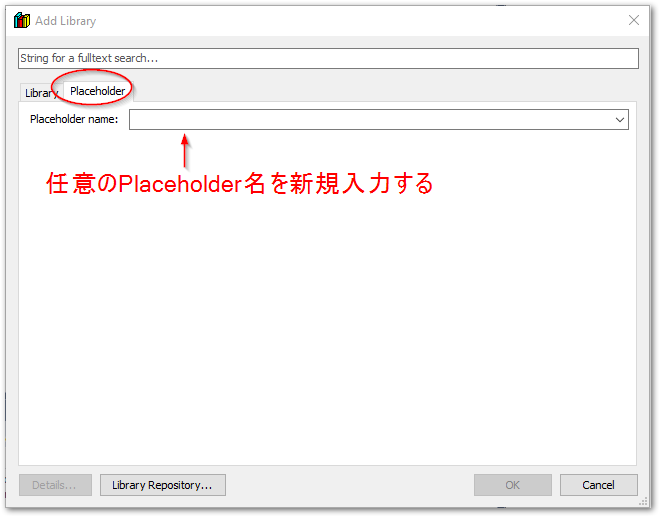 Add Library
String for a fulltext search...
Library
Placeholder
Placeholder name:
任意のPlaceholder名を新規入力する
Details...
Library Repository...
OK
Cancel